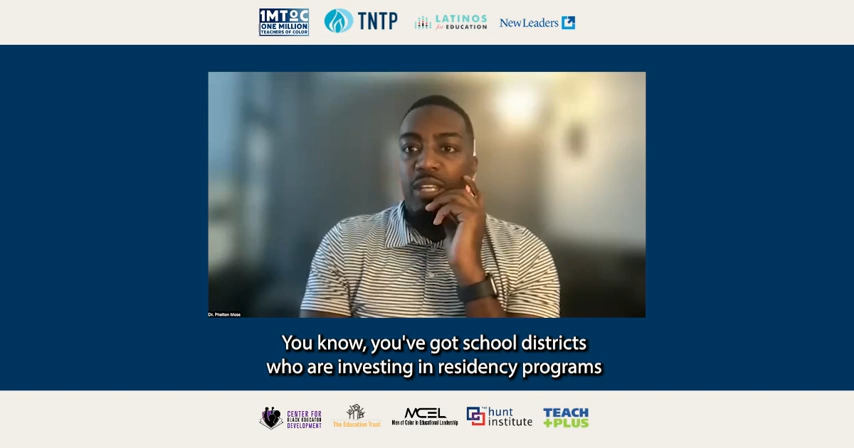 1MToC
ONE MILLION
TEACHERS OF COLOR
TNTP
LATINOS
for EDUCATION
New Leaders
Dr. Phelton Moss
You know, you've got school districts
who are investing in residency programs
CENTER FOR
BLACK EDUCATOR
DEVELOPMENT
The Education Trust
MCEL
Men of Color in Educational Leadership
hunt
institute
TEACH
+PLUS